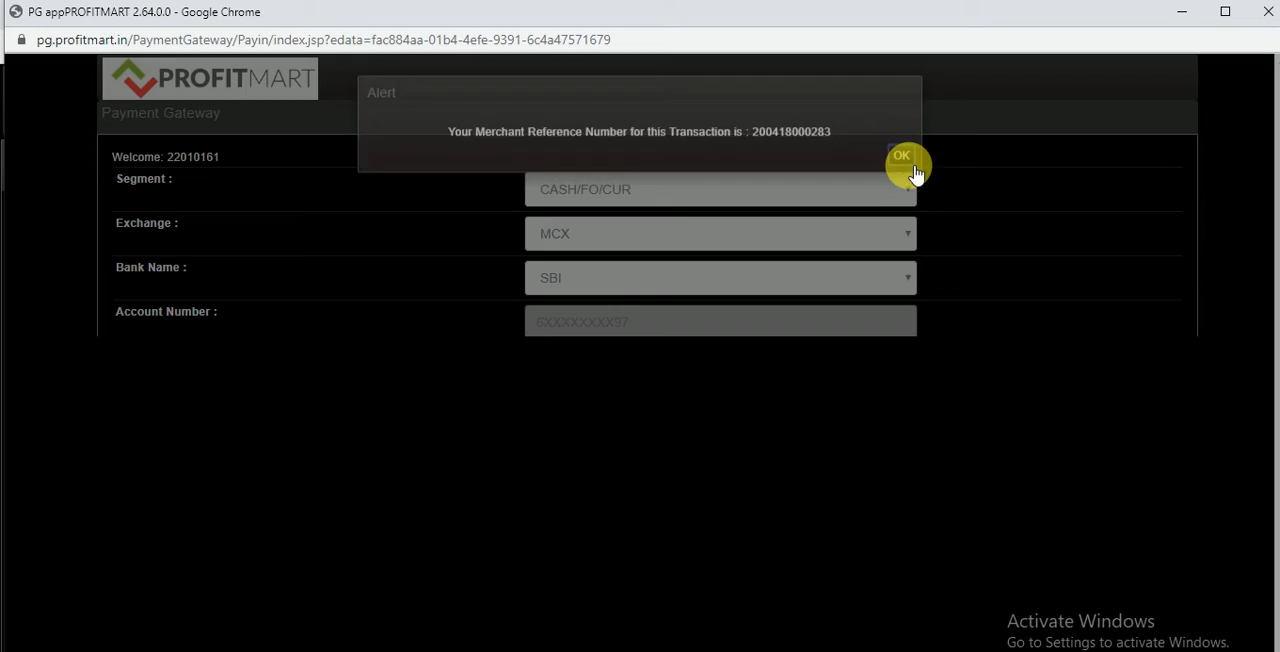 PG appPROFITMART 2.64.0.0 - Google Chrome
pg.profitmart.in/PaymentGateway/Payin/index.jsp?edata=fac884aa-01b4-4efe-9391-6c4a47571679
PROFITMART
Alert
Payment Gateway
Your Merchant Reference Number for this Transaction is : 200418000283
OK
Welcome: 22010161
Segment :
CASH/FO/CUR
Exchange :
MCX
Bank Name :
SBI
Account Number :
6XXXXXXXX97
Activate Windows
Go to Settings to activate Windows.